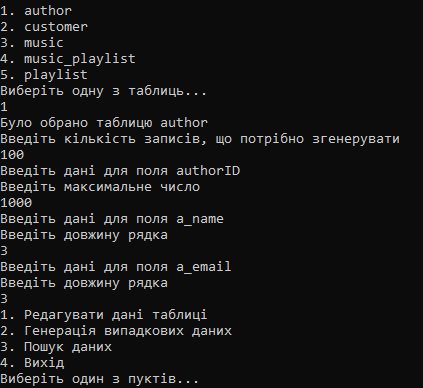 1. author
2. customer
3. music
4. music_playlist
5. playlist
Виберіть одну з таблиць...
1
Було обрано таблицю author
Введіть кількість записів, що потрібно згенерувати
100
Введіть дані для поля authorID
Введіть максимальне число
1000
Введіть дані для поля a_name
Введіть довжину рядка
3
Введіть дані для поля a_email
Введіть довжину рядка
3
1. Редагувати дані таблиці
2. Генерація випадкових даних
3. Пошук даних
4. Вихід
Виберіть один з пуктів...